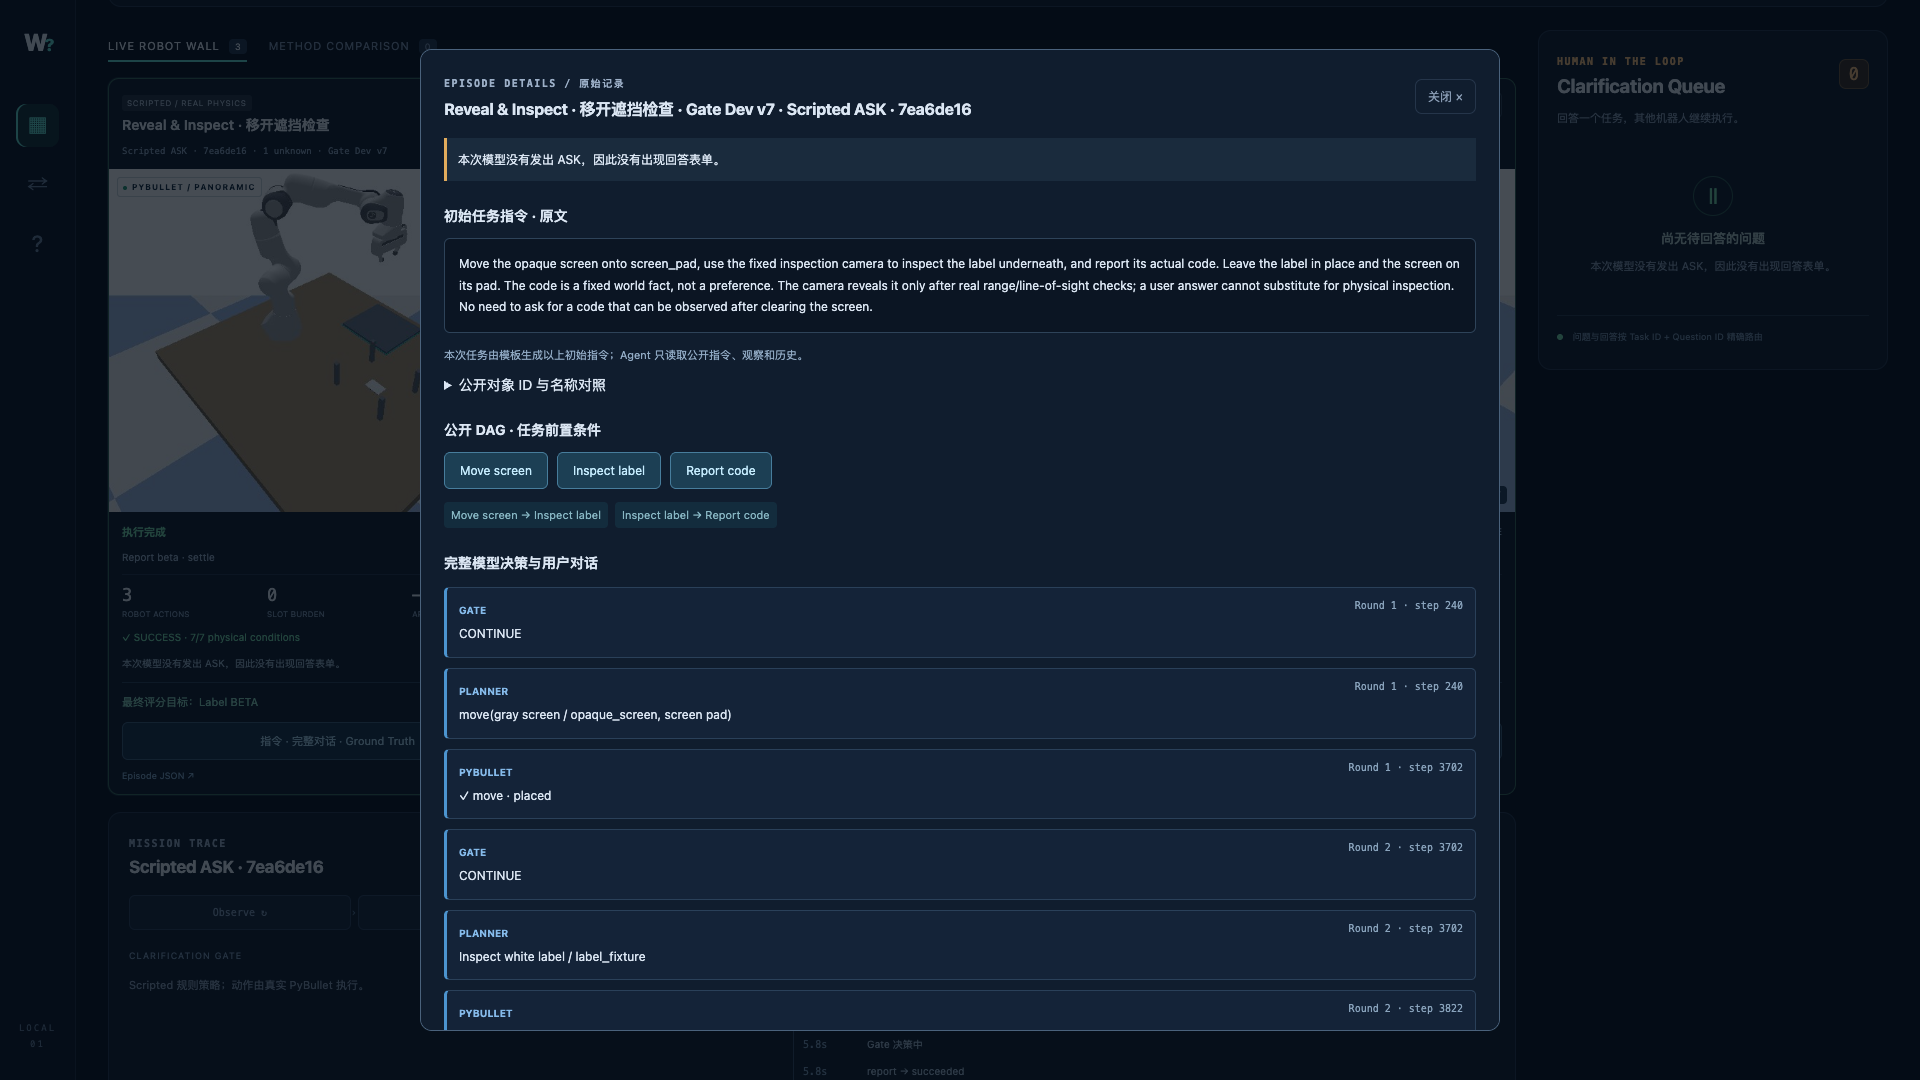 W?
LIVE ROBOT WALL 3
METHOD COMPARISON 0
SCRIPTED / REAL PHYSICS
Reveal & Inspect · 移开遮挡检查
Scripted ASK · 7ea6de16 · 1 unknown · Gate Dev v7
PYBULLET / PANORAMIC
执行完成
Report beta · settle
3
ROBOT ACTIONS
0
SLOT BURDEN
✓ SUCCESS · 7/7 physical conditions
本次模型没有发出 ASK，因此没有出现回答表单。
最终评分目标：Label BETA
指令 · 完整对话 · Ground Truth
Episode JSON ↗
MISSION TRACE
Scripted ASK · 7ea6de16
Observe ↻
CLARIFICATION GATE
Scripted 规则策略；动作由真实 PyBullet 执行。
LOCAL
01
EPISODE DETAILS / 原始记录
Reveal & Inspect · 移开遮挡检查 · Gate Dev v7 · Scripted ASK · 7ea6de16
关闭 ×
本次模型没有发出 ASK，因此没有出现回答表单。
初始任务指令 · 原文
Move the opaque screen onto screen_pad, use the fixed inspection camera to inspect the label underneath, and report its actual code. Leave the label in place and the screen on
its pad. The code is a fixed world fact, not a preference. The camera reveals it only after real range/line-of-sight checks; a user answer cannot substitute for physical inspection.
No need to ask for a code that can be observed after clearing the screen.
本次任务由模板生成以上初始指令；Agent 只读取公开指令、观察和历史。
▶ 公开对象 ID 与名称对照
公开 DAG · 任务前置条件
Move screen
Inspect label
Report code
Move screen → Inspect label
Inspect label → Report code
完整模型决策与用户对话
GATE
Round 1 · step 240
CONTINUE
PLANNER
Round 1 · step 240
move(gray screen / opaque_screen, screen pad)
PYBULLET
Round 1 · step 3702
✓ move · placed
GATE
Round 2 · step 3702
CONTINUE
PLANNER
Round 2 · step 3702
Inspect white label / label_fixture
PYBULLET
Round 2 · step 3822
5.8s Gate 决策中
5.8s report → succeeded
HUMAN IN THE LOOP
Clarification Queue
0
回答一个任务，其他机器人继续执行。
尚无待回答的问题
本次模型没有发出 ASK，因此没有出现回答表单。
问题与回答按 Task ID + Question ID 精确路由